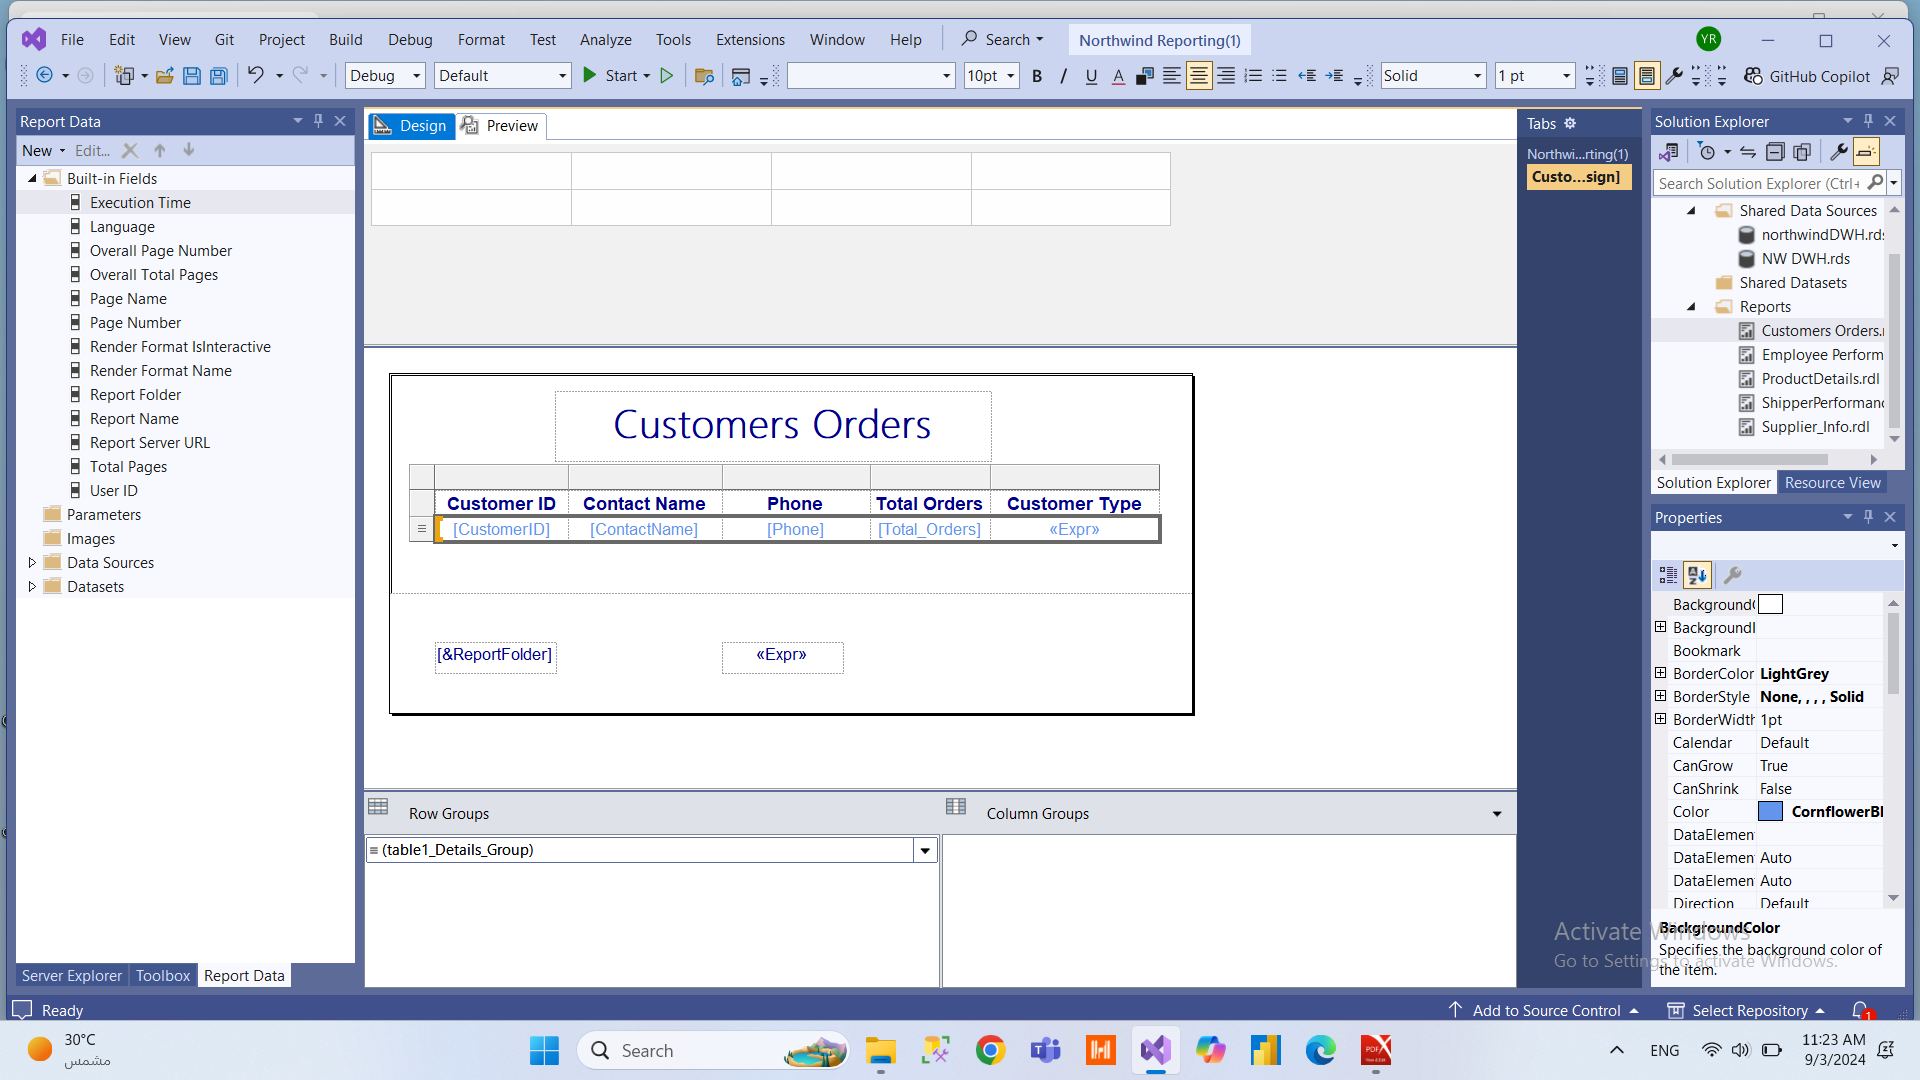 File Edit View Git Project Build Debug Format Test Analyze Tools Extensions Window Help Search Northwind Reporting(1) YR
Debug Default Start 10pt B I U A Solid 1 pt GitHub Copilot
Report Data
New Edit...
Built-in Fields
Execution Time
Language
Overall Page Number
Overall Total Pages
Page Name
Page Number
Render Format IsInteractive
Render Format Name
Report Folder
Report Name
Report Server URL
Total Pages
User ID
Parameters
Images
Data Sources
Datasets
Server Explorer Toolbox Report Data
Design Preview
Customers Orders
Customer ID Contact Name Phone Total Orders Customer Type
[CustomerID] [ContactName] [Phone] [Total_Orders] «Expr»
[&ReportFolder] «Expr»
Row Groups Column Groups
(table1_Details_Group)
Tabs
Northwi...rting(1)
Custo...sign]
Solution Explorer
Search Solution Explorer (Ctrl+
Shared Data Sources
northwindDWH.rds
NW DWH.rds
Shared Datasets
Reports
Customers Orders.r
Employee Perform
ProductDetails.rdl
ShipperPerformanc
Supplier_Info.rdl
Solution Explorer Resource View
Properties
BackgroundC
BackgroundI
Bookmark
BorderColor LightGrey
BorderStyle None, , , , Solid
BorderWidth 1pt
Calendar Default
CanGrow True
CanShrink False
Color CornflowerBl
DataElemen
DataElemen Auto
DataElemen Auto
Direction Default
BackgroundColor
Specifies the background color of
the item.
Activate Windows
Go to Settings to activate Windows.
Ready Add to Source Control Select Repository 1
30°C
مشمس
Search
ENG
11:23 AM
9/3/2024